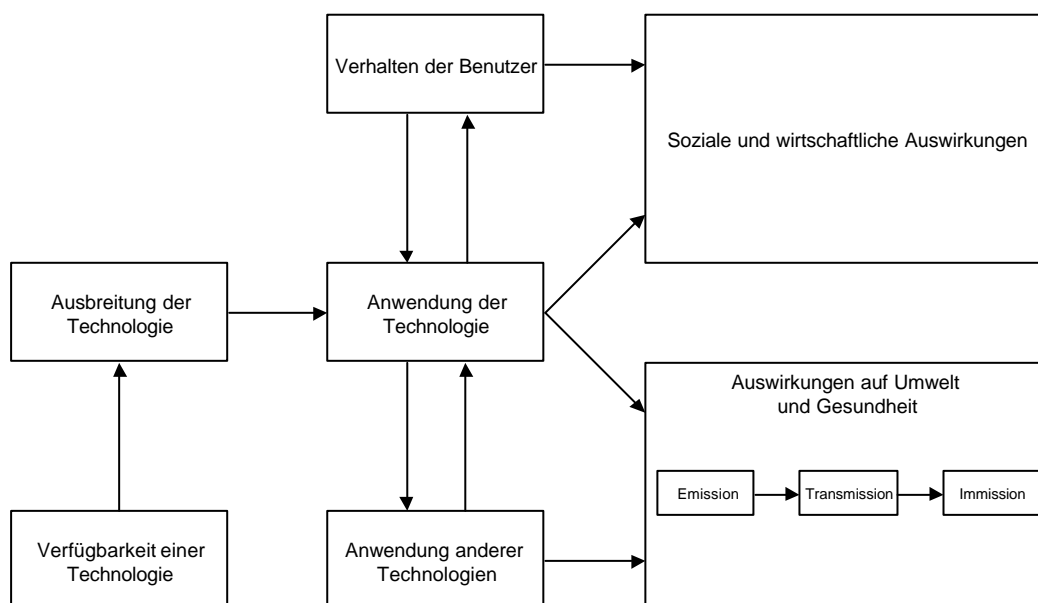 Verhalten der Benutzer
Soziale und wirtschaftliche Auswirkungen
Ausbreitung der
Technologie
Anwendung der
Technologie
Auswirkungen auf Umwelt
und Gesundheit
Emission
Transmission
Immission
Verfügbarkeit einer
Technologie
Anwendung anderer
Technologien